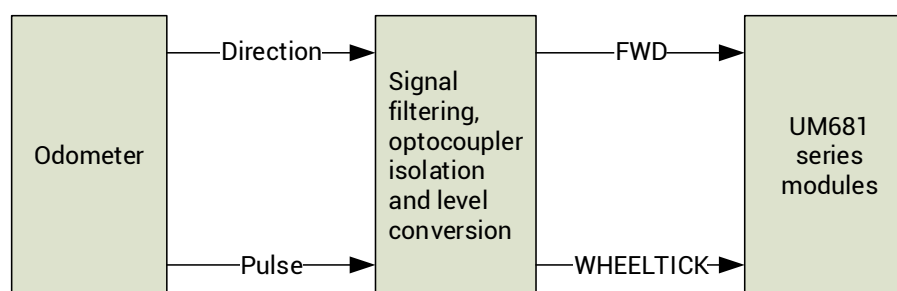 Odometer
Direction
Pulse
Signal
filtering,
optocoupler
isolation
and level
conversion
FWD
WHEELTICK
UM681
series
modules